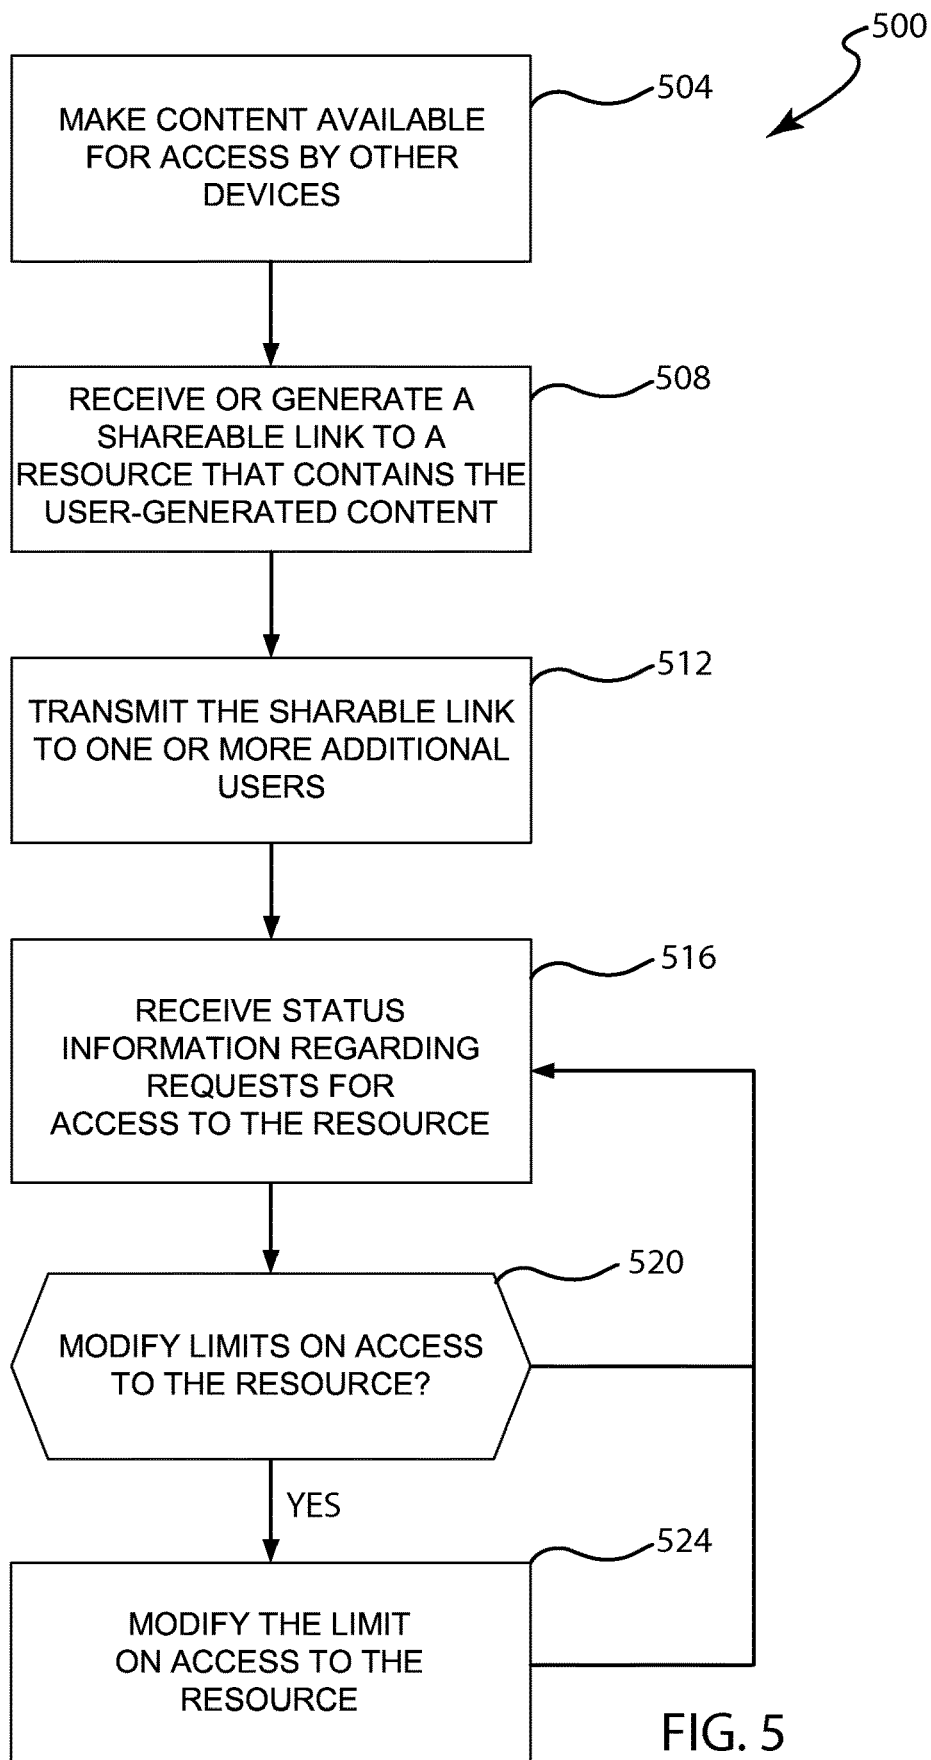 500
504
MAKE CONTENT AVAILABLE
FOR ACCESS BY OTHER
DEVICES
508
RECEIVE OR GENERATE A
SHAREABLE LINK TO A
RESOURCE THAT CONTAINS THE
USER-GENERATED CONTENT
512
TRANSMIT THE SHARABLE LINK
TO ONE OR MORE ADDITIONAL
USERS
516
RECEIVE STATUS
INFORMATION REGARDING
REQUESTS FOR
ACCESS TO THE RESOURCE
520
MODIFY LIMITS ON ACCESS
TO THE RESOURCE?
YES
524
MODIFY THE LIMIT
ON ACCESS TO THE
RESOURCE
FIG. 5